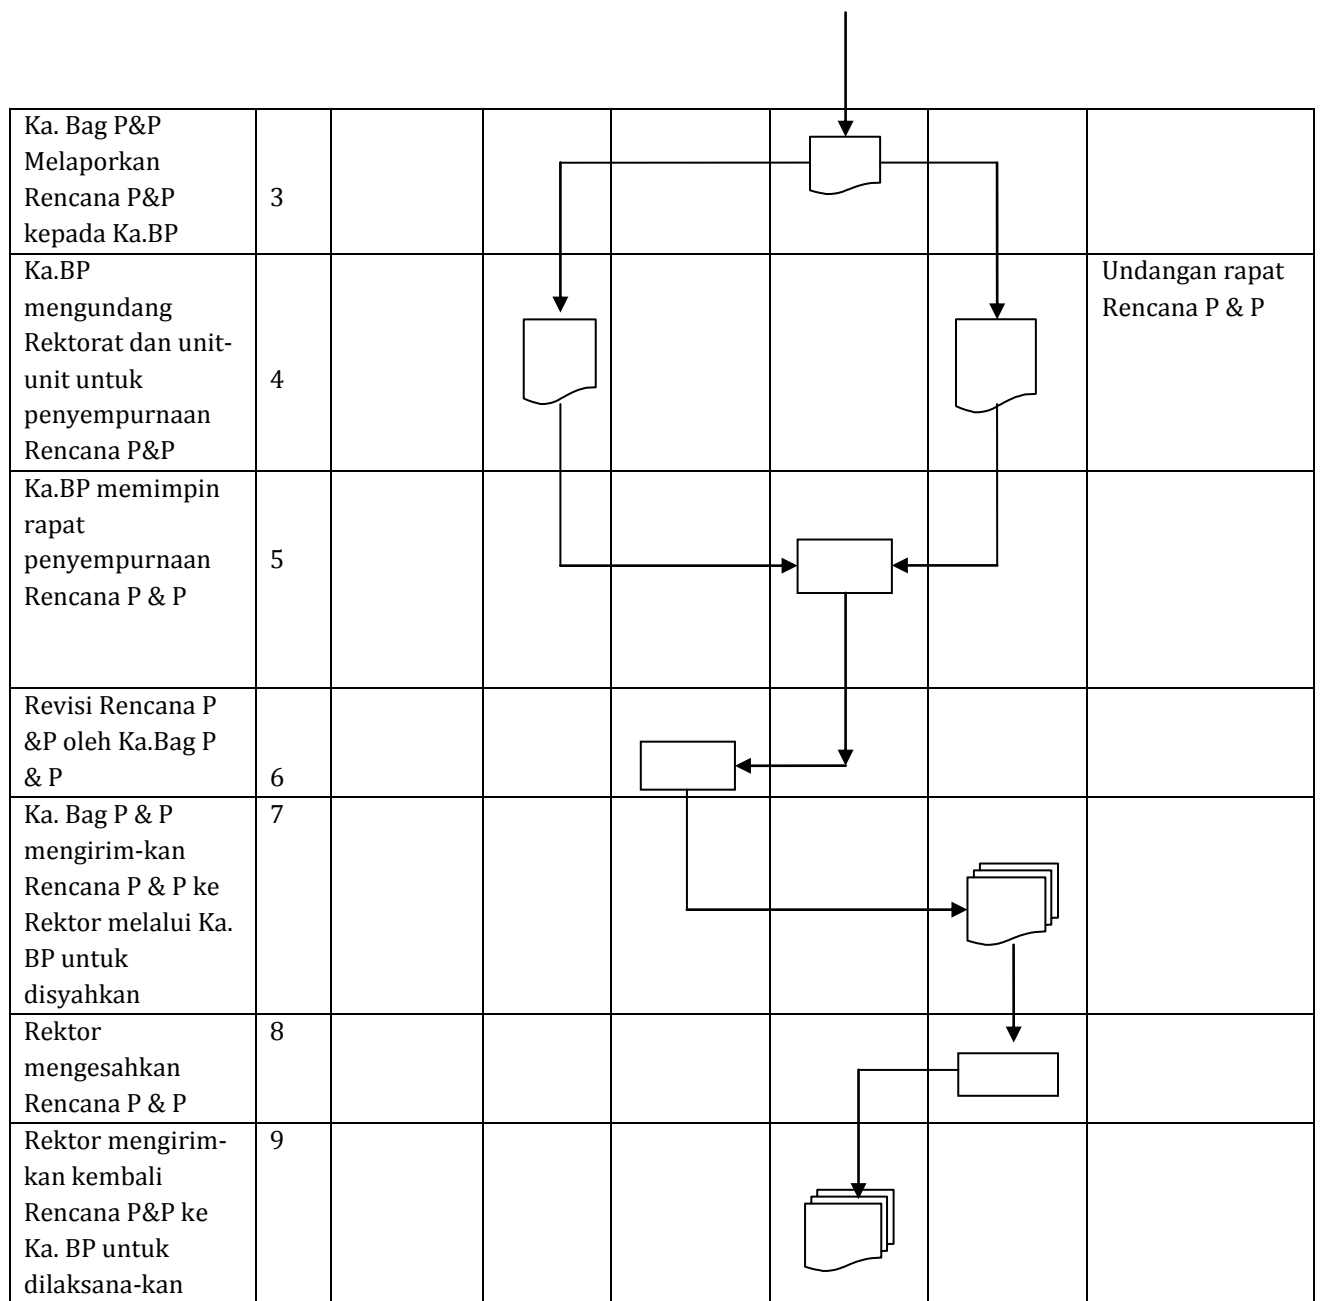 Ka. Bag P&P
Melaporkan
Rencana P&P
kepada Ka.BP
3
Ka.BP
mengundang
Rektorat dan unit-
unit untuk
penyempurnaan
Rencana P&P
4
Undangan rapat
Rencana P & P
Ka.BP memimpin
rapat
penyempurnaan
Rencana P & P
5
Revisi Rencana P
&P oleh Ka.Bag P
& P
6
Ka. Bag P & P
mengirim-kan
Rencana P & P ke
Rektor melalui Ka.
BP untuk
disyahkan
7
Rektor
mengesahkan
Rencana P & P
8
Rektor mengirim-
kan kembali
Rencana P&P ke
Ka. BP untuk
dilaksana-kan
9